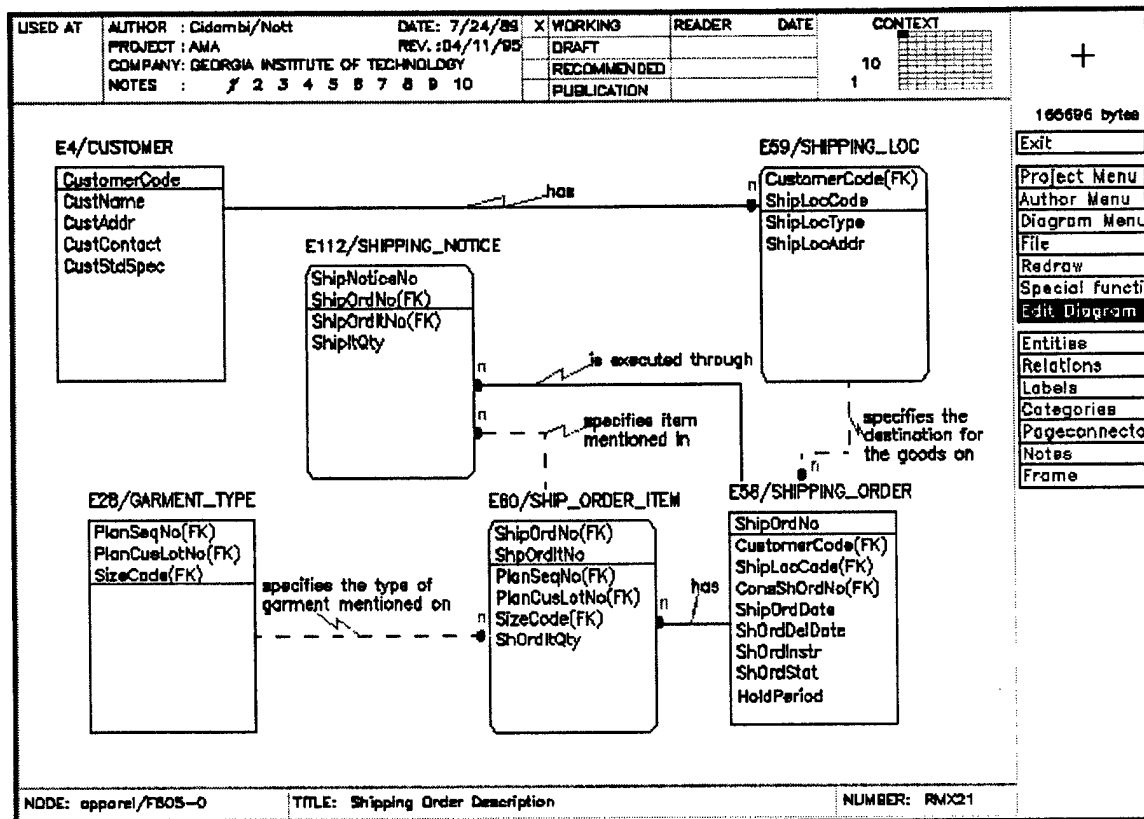 USED AT
AUTHOR : Cidambi/Nott DATE: 7/24/89
PROJECT : AMA REV. :04/11/95
COMPANY: GEORGIA INSTITUTE OF TECHNOLOGY
NOTES : 1 2 3 4 5 6 7 8 9 10
X WORKING
DRAFT
RECOMMENDED
PUBLICATION
READER DATE
CONTEXT
10
1
166696 bytes
Exit
Project Menu
Author Menu
Diagram Menu
File
Redraw
Special functi
Edit Diagram
Entities
Relations
Labels
Categories
Pageconnecto
Notes
Frame
E4/CUSTOMER
CustomerCode
CustName
CustAddr
CustContact
CustStdSpec
has
n
E59/SHIPPING_LOC
CustomerCode(FK)
ShipLocCode
ShipLocType
ShipLocAddr
E112/SHIPPING_NOTICE
ShipNoticeNo
ShipOrdNo(FK)
ShipOrdItNo(FK)
ShipItQty
n
is executed through
n
specifies item
mentioned in
specifies the
destination for
the goods on
n
E28/GARMENT_TYPE
PlanSeqNo(FK)
PlanCusLotNo(FK)
SizeCode(FK)
specifies the type of
garment mentioned on
n
E60/SHIP_ORDER_ITEM
ShipOrdNo(FK)
ShpOrdItNo
PlanSeqNo(FK)
PlanCusLotNo(FK)
SizeCode(FK)
ShOrdItQty
n
has
E58/SHIPPING_ORDER
ShipOrdNo
CustomerCode(FK)
ShipLocCode(FK)
ConsShOrdNo(FK)
ShipOrdDate
ShOrdDelDate
ShOrdInstr
ShOrdStat
HoldPeriod
NODE: apparel/FB05-0
TITLE: Shipping Order Description
NUMBER: RMX21